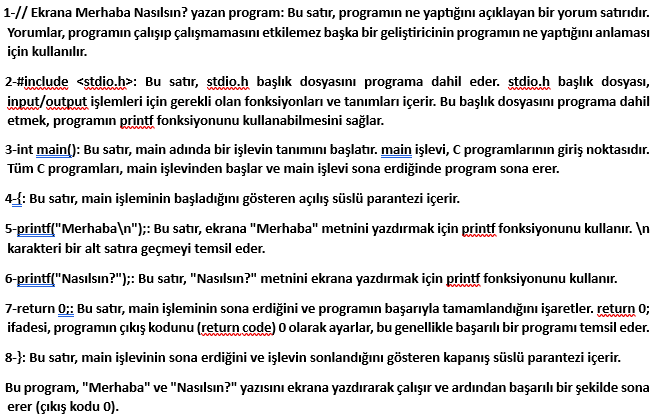 1-// Ekrana Merhaba Nasılsın? yazan program: Bu satır, programın ne yaptığını açıklayan bir yorum satırıdır.
Yorumlar, programın çalışıp çalışmamasını etkilemez başka bir geliştiricinin programın ne yaptığını anlaması
için kullanılır.
2-#include <stdio.h>: Bu satır, stdio.h başlık dosyasını programa dahil eder. stdio.h başlık dosyası,
input/output işlemleri için gerekli olan fonksiyonları ve tanımları içerir. Bu başlık dosyasını programa dahil
etmek, programın printf fonksiyonunu kullanabilmesini sağlar.
3-int main(): Bu satır, main adında bir işlevin tanımını başlatır. main işlevi, C programlarının giriş noktasıdır.
Tüm C programları, main işlevinden başlar ve main işlevi sona erdiğinde program sona erer.
4-{: Bu satır, main işleminin başladığını gösteren açılış süslü parantezi içerir.
5-printf("Merhaba\n");: Bu satır, ekrana "Merhaba" metnini yazdırmak için printf fonksiyonunu kullanır. \n
karakteri bir alt satıra geçmeyi temsil eder.
6-printf("Nasılsın?");: Bu satır, "Nasılsın?" metnini ekrana yazdırmak için printf fonksiyonunu kullanır.
7-return 0;: Bu satır, main işleminin sona erdiğini ve programın başarıyla tamamlandığını işaretler. return 0;
ifadesi, programın çıkış kodunu (return code) 0 olarak ayarlar, bu genellikle başarılı bir programı temsil eder.
8-}: Bu satır, main işlevinin sona erdiğini ve işlevin sonlandığını gösteren kapanış süslü parantezi içerir.
Bu program, "Merhaba" ve "Nasılsın?" yazısını ekrana yazdırarak çalışır ve ardından başarılı bir şekilde sona
erer (çıkış kodu 0).